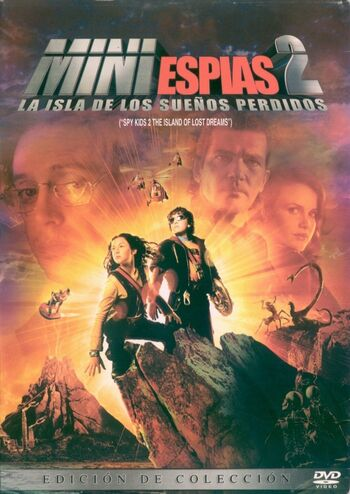 MINI ESPIAS 2
LA ISLA DE LOS SUEÑOS PERDIDOS
("SPY KIDS 2 THE ISLAND OF LOST DREAMS")
EDICIÓN DE COLECCIÓN
DVD
VIDEO